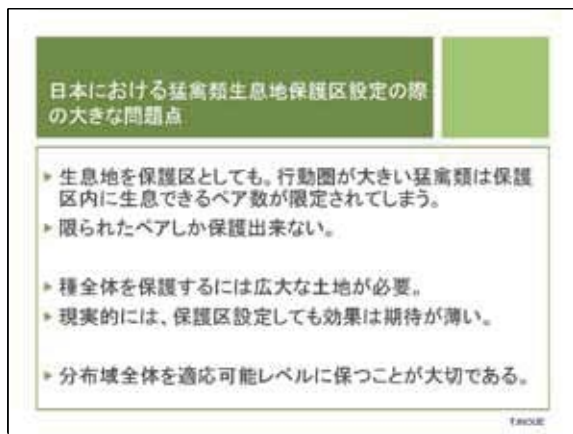 日本における猛禽類生息地保護区設定の際
の大きな問題点
▸ 生息地を保護区としても。行動圏が大きい猛禽類は保護
区内に生息できるペア数が限定されてしまう。
▸ 限られたペアしか保護出来ない。
▸ 種全体を保護するには広大な土地が必要。
▸ 現実的には、保護区設定しても効果は期待が薄い。
▸ 分布域全体を適応可能レベルに保つことが大切である。
T.INOUE